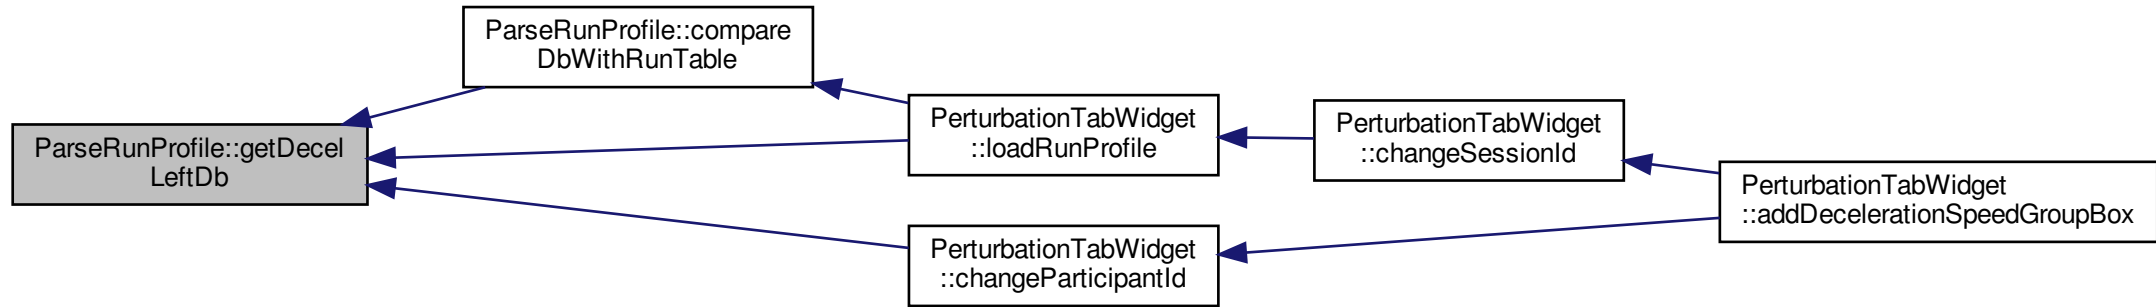 ParseRunProfile::getDecel
LeftDb
ParseRunProfile::compare
DbWithRunTable
PerturbationTabWidget
::loadRunProfile
PerturbationTabWidget
::changeParticipantId
PerturbationTabWidget
::changeSessionId
PerturbationTabWidget
::addDecelerationSpeedGroupBox